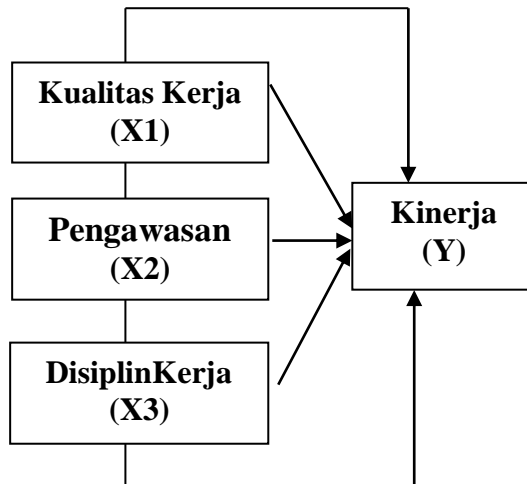 Kualitas Kerja
(X1)
Pengawasan
(X2)
DisiplinKerja
(X3)
Kinerja
(Y)